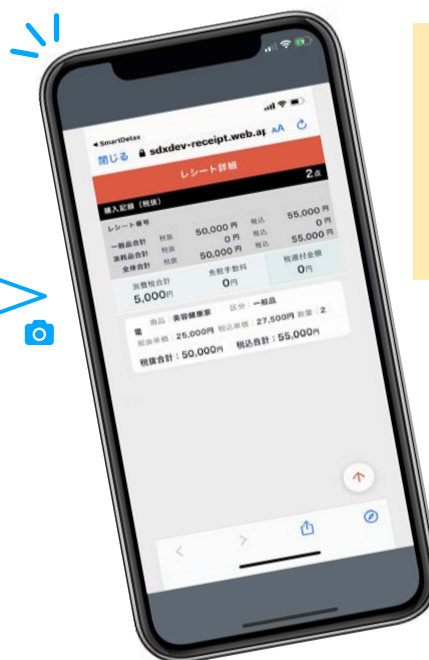 ◀ SmartDetax
閉じる sdxdev-receipt.web.ap AA
レシート詳細
購入記録（税抜） 2点
レシート番号
一般品合計 税抜 50,000円 税込 55,000円
消耗品合計 税抜 0円 税込 0円
全体合計 税抜 50,000円 税込 55,000円
消費税合計 免税手数料 税還付金額
5,000円 0円 0円
商品：美容健康家 区分：一般品
税抜単価：25,000円 税込単価：27,500円 数量：2
税抜合計：50,000円 税込合計：55,000円